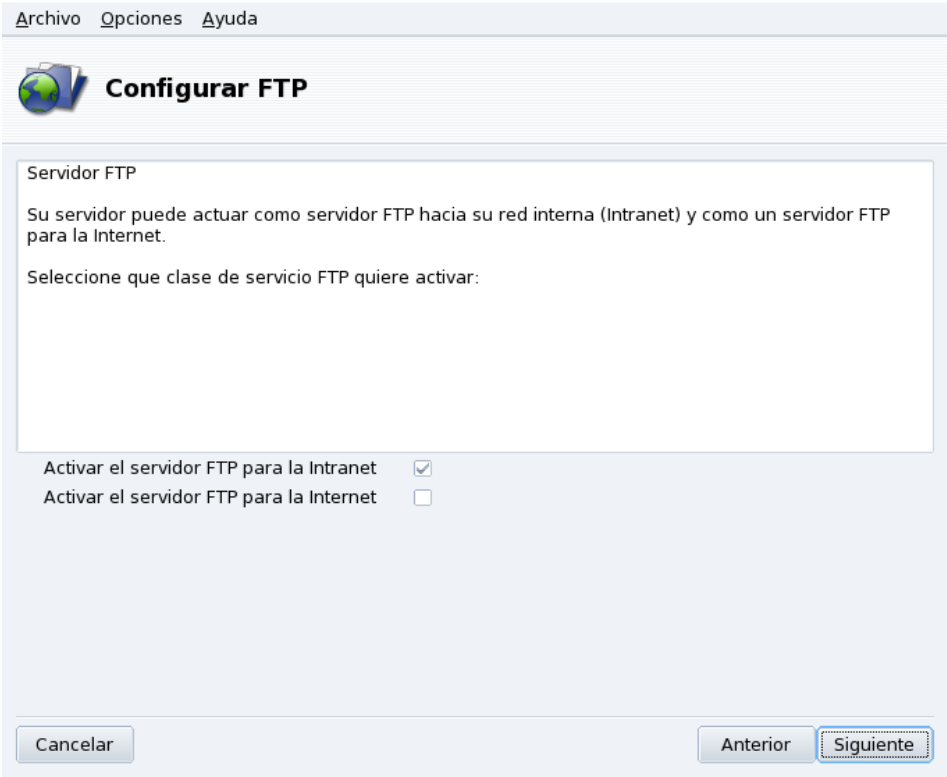 Archivo Opciones Ayuda
Configurar FTP
Servidor FTP
Su servidor puede actuar como servidor FTP hacia su red interna (Intranet) y como un servidor FTP
para la Internet.
Seleccione que clase de servicio FTP quiere activar:
Activar el servidor FTP para la Intranet
Activar el servidor FTP para la Internet
Cancelar Anterior Siguiente